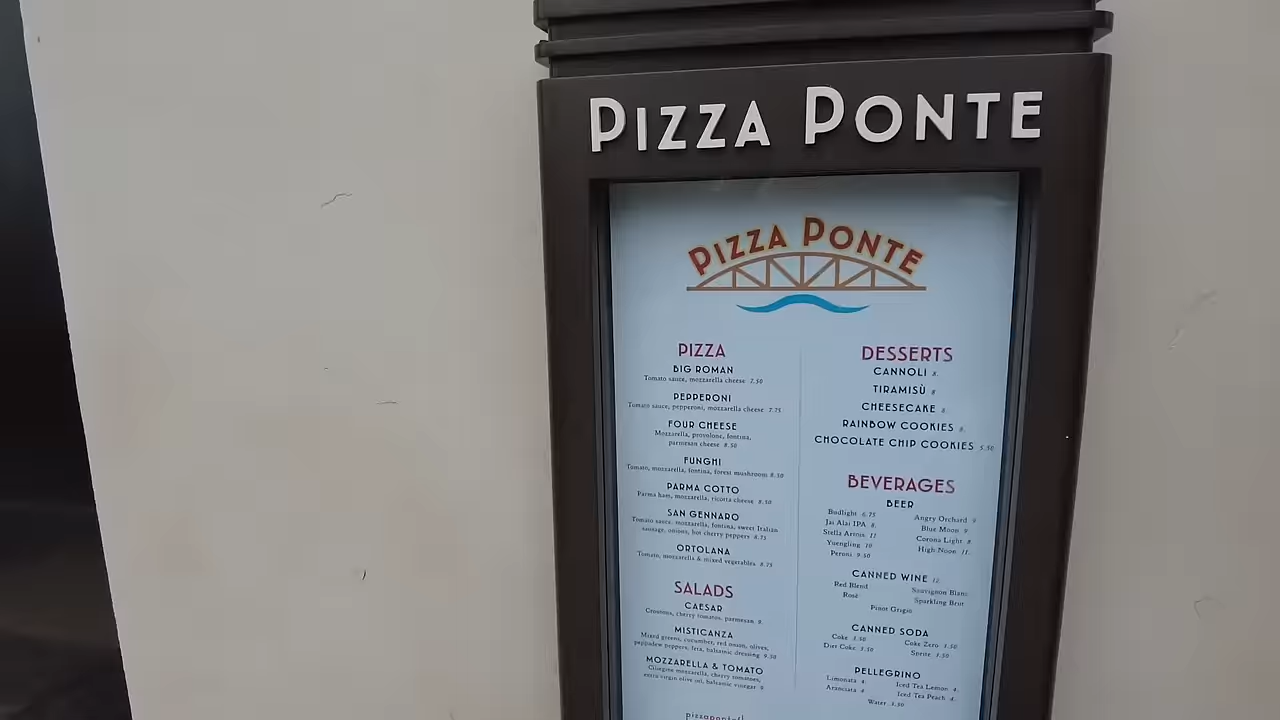 PIZZA PONTE
PIZZA PONTE
PIZZA
BIG ROMAN
Tomato sauce, mozzarella cheese 7.50
PEPPERONI
Tomato sauce, pepperoni, mozzarella cheese 7.75
FOUR CHEESE
Mozzarella, provolone, fontina,
parmesan cheese 8.50
FUNGHI
Tomato, mozzarella, fontina, forest mushroom 8.50
PARMA COTTO
Parma ham, mozzarella, ricotta cheese 8.50
SAN GENNARO
Tomato sauce, mozzarella, fontina, sweet Italian
sausage, onions, hot cherry peppers 8.75
ORTOLANA
Tomato, mozzarella & mixed vegetables 8.75
SALADS
CAESAR
Croutons, cherry tomatoes, parmesan 8.
MISTICANZA
Mixed greens, cucumber, red onion, olives,
peppadew peppers, feta, balsamic dressing 9.50
MOZZARELLA & TOMATO
Ciliegine mozzarella, cherry tomatoes,
extra virgin olive oil, balsamic vinegar 9
DESSERTS
CANNOLI 8.
TIRAMISÙ 8
CHEESECAKE 8.
RAINBOW COOKIES 8.
CHOCOLATE CHIP COOKIES 5.50
BEVERAGES
BEER
Budlight 6.75 Angry Orchard 9
Jai Alai IPA 8. Blue Moon 9
Stella Artois 11 Corona Light 8
Yuengling 10 High Noon 11.
Peroni 9.50
CANNED WINE 12.
Red Blend Sauvignon Blanc
Rosé Sparkling Brut
Pinot Grigio
CANNED SODA
Coke 3.50 Coke Zero 3.50
Diet Coke 3.50 Sprite 3.50
PELLEGRINO
Limonata 4. Iced Tea Lemon 4.
Aranciata 4 Iced Tea Peach 4.
Water 3.50